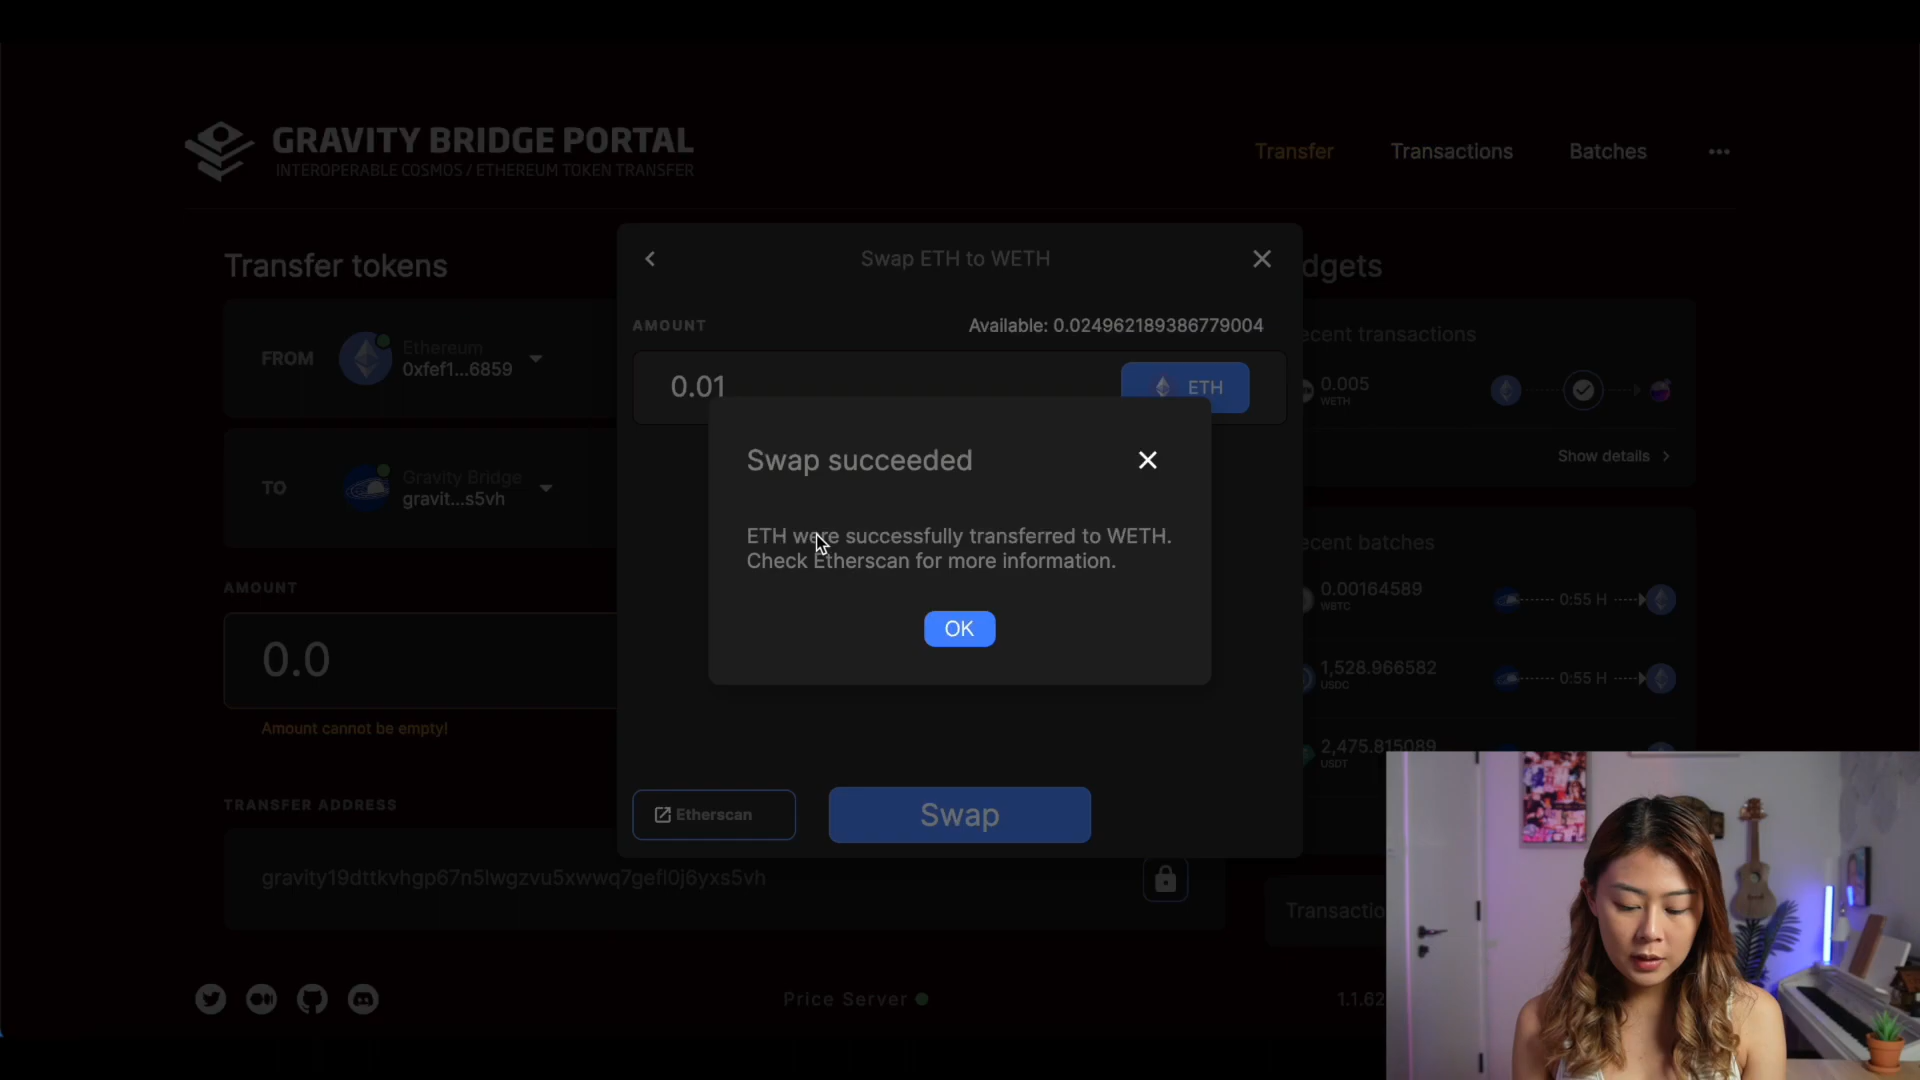 GRAVITY BRIDGE PORTAL
INTEROPERABLE COSMOS / ETHEREUM TOKEN TRANSFER
Transfer
Transactions
Batches
Transfer tokens
FROM
Ethereum
0xfef1...6859
TO
Gravity Bridge
gravit...s5vh
AMOUNT
0.0
Amount cannot be empty!
TRANSFER ADDRESS
gravity19dttkvhgp67n5lwgzvu5xwwq7gefl0j6yxs5vh
Swap ETH to WETH
AMOUNT
Available: 0.024962189386779004
0.01
ETH
Swap succeeded
ETH were successfully transferred to WETH.
Check Etherscan for more information.
OK
Etherscan
Swap
dgets
ecent transactions
0.005
WETH
Show details
ecent batches
0.00164589
WBTC
0:55 H
1,528.966582
USDC
0:55 H
2,475.815089
USDT
Transactio
Price Server
1.1.62